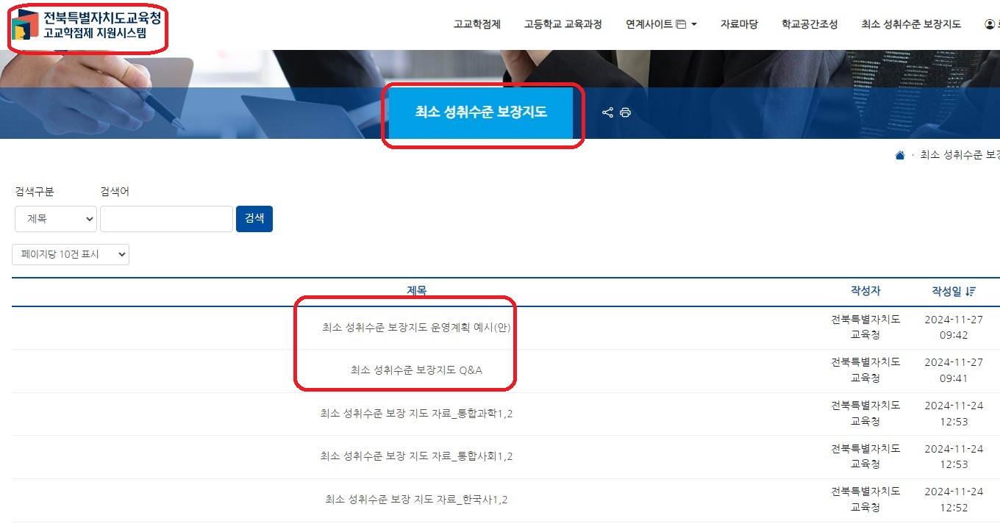 전북특별자치도교육청
고교학점제 지원시스템
고교학점제 고등학교 교육과정 연계사이트 자료마당 학교공간조성 최소 성취수준 보장지도
최소 성취수준 보장지도
· 최소 성취수준
검색구분 검색어
제목 검색
페이지당 10건 표시
제목 작성자 작성일
최소 성취수준 보장지도 운영계획 예시(안) 전북특별자치도교육청 2024-11-27 09:42
최소 성취수준 보장지도 Q&A 전북특별자치도교육청 2024-11-27 09:41
최소 성취수준 보장 지도 자료_통합과학1,2 전북특별자치도교육청 2024-11-24 12:53
최소 성취수준 보장 지도 자료_통합사회1,2 전북특별자치도교육청 2024-11-24 12:53
최소 성취수준 보장 지도 자료_한국사1,2 전북특별자치도교육청 2024-11-24 12:52